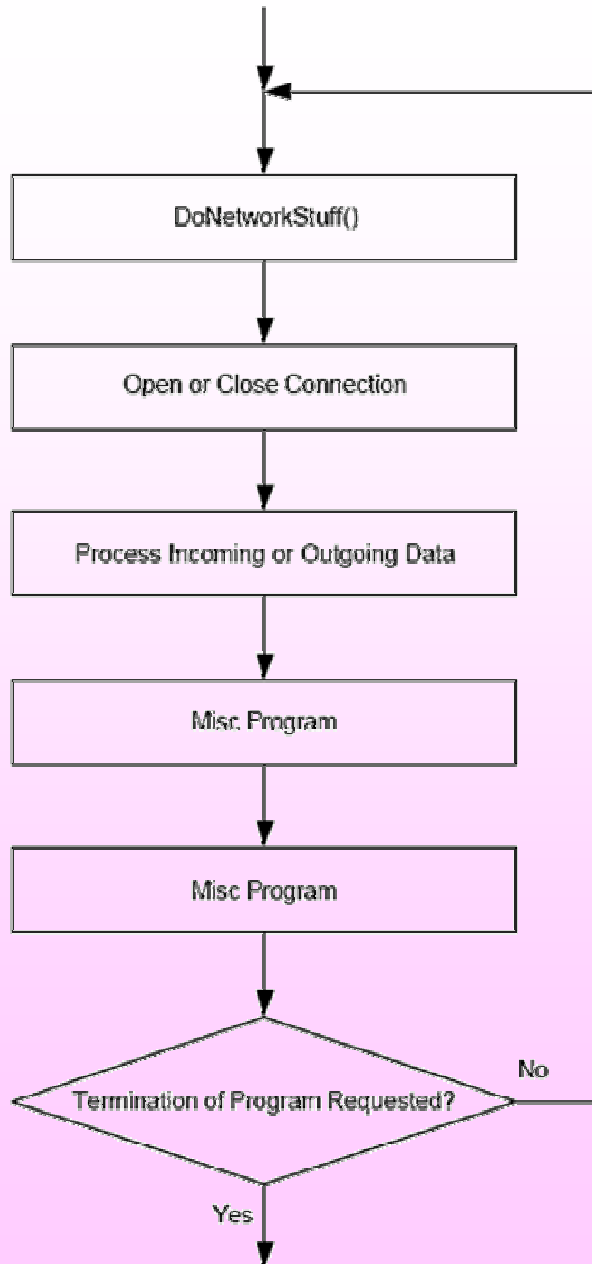 DoNetworkStuff()
Open or Close Connection
Process Incoming or Outgoing Data
Misc Program
Misc Program
Termination of Program Requested?
No
Yes